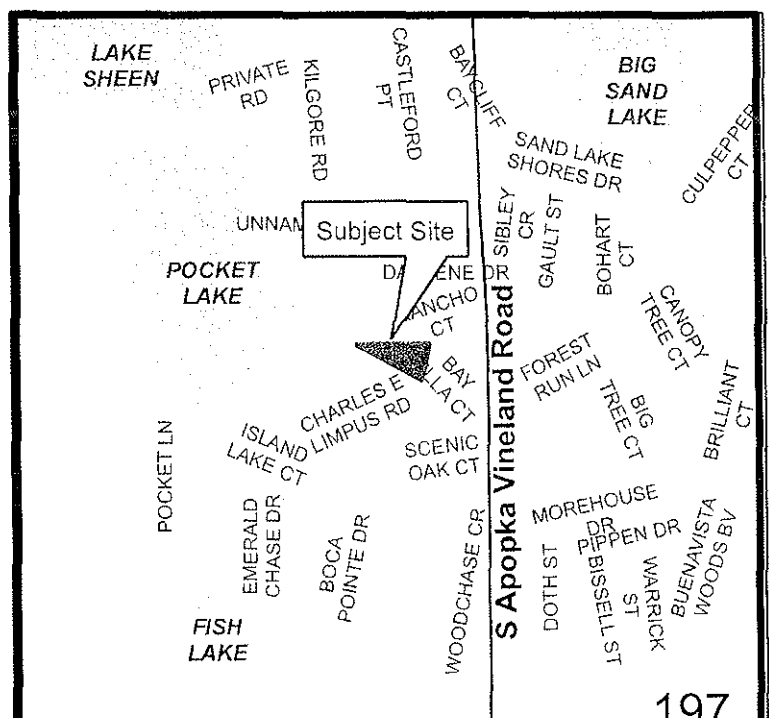 LAKE
SHEEN
PRIVATE
RD
KILGORE RD
CASTLEFORD
PT
BAYCLIFF
CT
BIG
SAND
LAKE
SAND LAKE
SHORES DR
CULPEPPER
CT
UNNAM
Subject Site
SIBLEY
CR
GAULT ST
BOHART
CT
POCKET
LAKE
DR
CT
CANOPY
TREE CT
S Apopka Vineland Road
FOREST
RUN LN
BAY
CT
CHARLES E
LIMPUS RD
BIG
TREE CT
BRILLIANT
CT
POCKET LN
ISLAND
LAKE CT
SCENIC
OAK CT
EMERALD
CHASE DR
BOCA
POINTE DR
WOODCHASE CR
MOREHOUSE
DR
PIPPEN DR
DOTH ST
BISSELL ST
WARRICK
ST
BUENAVISTA
WOODS BV
FISH
LAKE
197